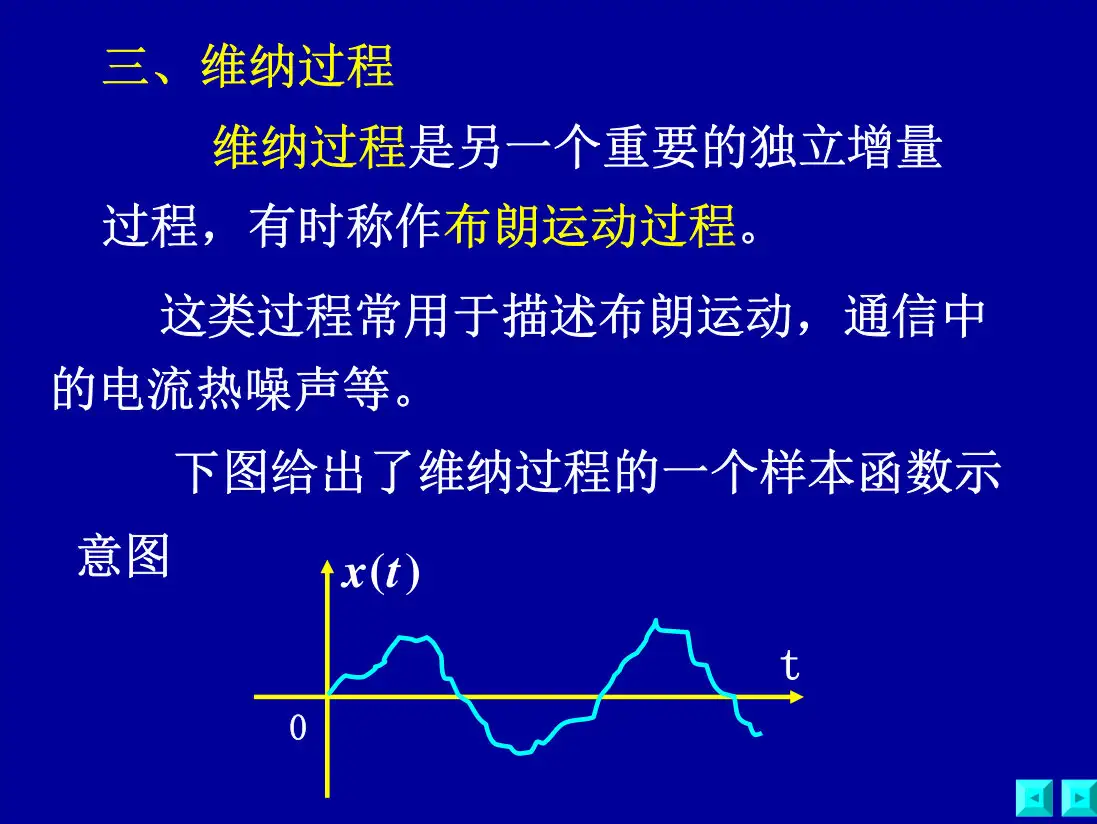 三、维纳过程
维纳过程是另一个重要的独立增量
过程，有时称作布朗运动过程。
这类过程常用于描述布朗运动，通信中
的电流热噪声等。
下图给出了维纳过程的一个样本函数示
意图
x(t)
t
0